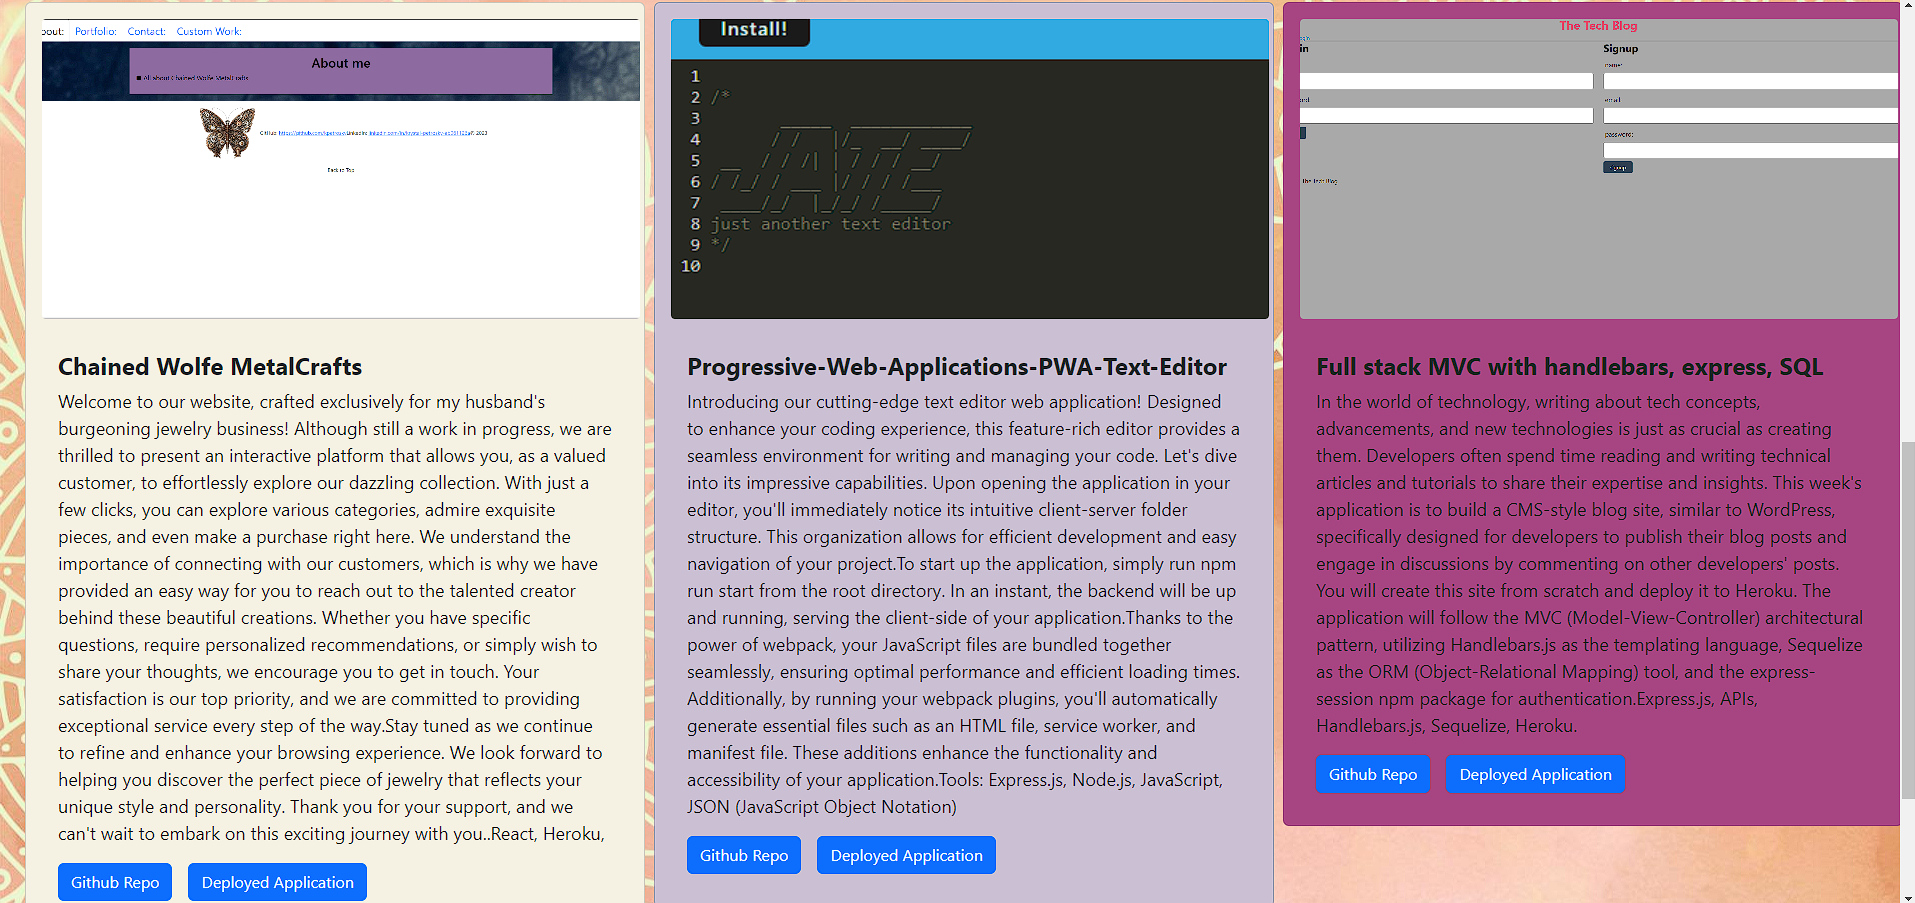 Portfolio: Contact: Custom Work:
About me
All about Chained Wolfe MetalCrafts
Back to Top
Chained Wolfe MetalCrafts
Welcome to our website, crafted exclusively for my husband's
burgeoning jewelry business! Although still a work in progress, we are
thrilled to present an interactive platform that allows you, as a valued
customer, to effortlessly explore our dazzling collection. With just a
few clicks, you can explore various categories, admire exquisite
pieces, and even make a purchase right here. We understand the
importance of connecting with our customers, which is why we have
provided an easy way for you to reach out to the talented creator
behind these beautiful creations. Whether you have specific
questions, require personalized recommendations, or simply wish to
share your thoughts, we encourage you to get in touch. Your
satisfaction is our top priority, and we are committed to providing
exceptional service every step of the way.Stay tuned as we continue
to refine and enhance your browsing experience. We look forward to
helping you discover the perfect piece of jewelry that reflects your
unique style and personality. Thank you for your support, and we
can't wait to embark on this exciting journey with you..React, Heroku,
Github Repo Deployed Application
Install!
1
2 /*
3
4
5
6
7
8 just another text editor
9 */
10
Progressive-Web-Applications-PWA-Text-Editor
Introducing our cutting-edge text editor web application! Designed
to enhance your coding experience, this feature-rich editor provides a
seamless environment for writing and managing your code. Let's dive
into its impressive capabilities. Upon opening the application in your
editor, you'll immediately notice its intuitive client-server folder
structure. This organization allows for efficient development and easy
navigation of your project.To start up the application, simply run npm
run start from the root directory. In an instant, the backend will be up
and running, serving the client-side of your application.Thanks to the
power of webpack, your JavaScript files are bundled together
seamlessly, ensuring optimal performance and efficient loading times.
Additionally, by running your webpack plugins, you'll automatically
generate essential files such as an HTML file, service worker, and
manifest file. These additions enhance the functionality and
accessibility of your application.Tools: Express.js, Node.js, JavaScript,
JSON (JavaScript Object Notation)
Github Repo Deployed Application
The Tech Blog
in Signup
name:
email
password:
signup
The Tech Blog
Full stack MVC with handlebars, express, SQL
In the world of technology, writing about tech concepts,
advancements, and new technologies is just as crucial as creating
them. Developers often spend time reading and writing technical
articles and tutorials to share their expertise and insights. This week's
application is to build a CMS-style blog site, similar to WordPress,
specifically designed for developers to publish their blog posts and
engage in discussions by commenting on other developers' posts.
You will create this site from scratch and deploy it to Heroku. The
application will follow the MVC (Model-View-Controller) architectural
pattern, utilizing Handlebars.js as the templating language, Sequelize
as the ORM (Object-Relational Mapping) tool, and the express-
session npm package for authentication.Express.js, APIs,
Handlebars.js, Sequelize, Heroku.
Github Repo Deployed Application